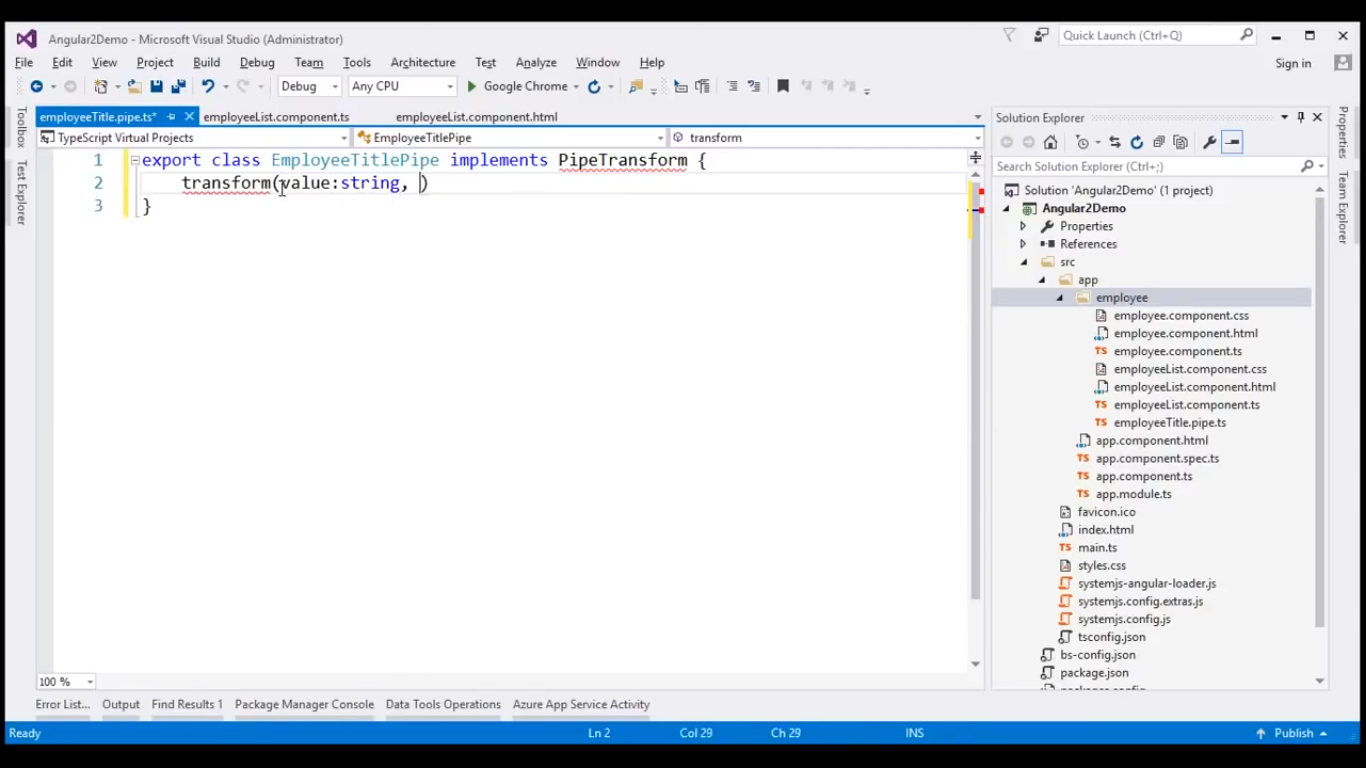 Angular2Demo - Microsoft Visual Studio (Administrator)
Quick Launch (Ctrl+Q)
File Edit View Project Build Debug Team Tools Architecture Test Analyze Window Help
Sign in
Debug Any CPU Google Chrome
employeeTitle.pipe.ts* employeeList.component.ts employeeList.component.html
TypeScript Virtual Projects EmployeeTitlePipe transform
1 export class EmployeeTitlePipe implements PipeTransform {
2 transform(value:string, )
3 }
Toolbox
Test Explorer
100 %
Solution Explorer
Search Solution Explorer (Ctrl+;)
Solution 'Angular2Demo' (1 project)
Angular2Demo
Properties
References
src
app
employee
employee.component.css
employee.component.html
employee.component.ts
employeeList.component.css
employeeList.component.html
employeeList.component.ts
employeeTitle.pipe.ts
app.component.html
app.component.spec.ts
app.component.ts
app.module.ts
favicon.ico
index.html
main.ts
styles.css
systemjs-angular-loader.js
systemjs.config.extras.js
systemjs.config.js
tsconfig.json
bs-config.json
package.json
Properties
Team Explorer
Error List... Output Find Results 1 Package Manager Console Data Tools Operations Azure App Service Activity
Ready Ln 2 Col 29 Ch 29 INS Publish